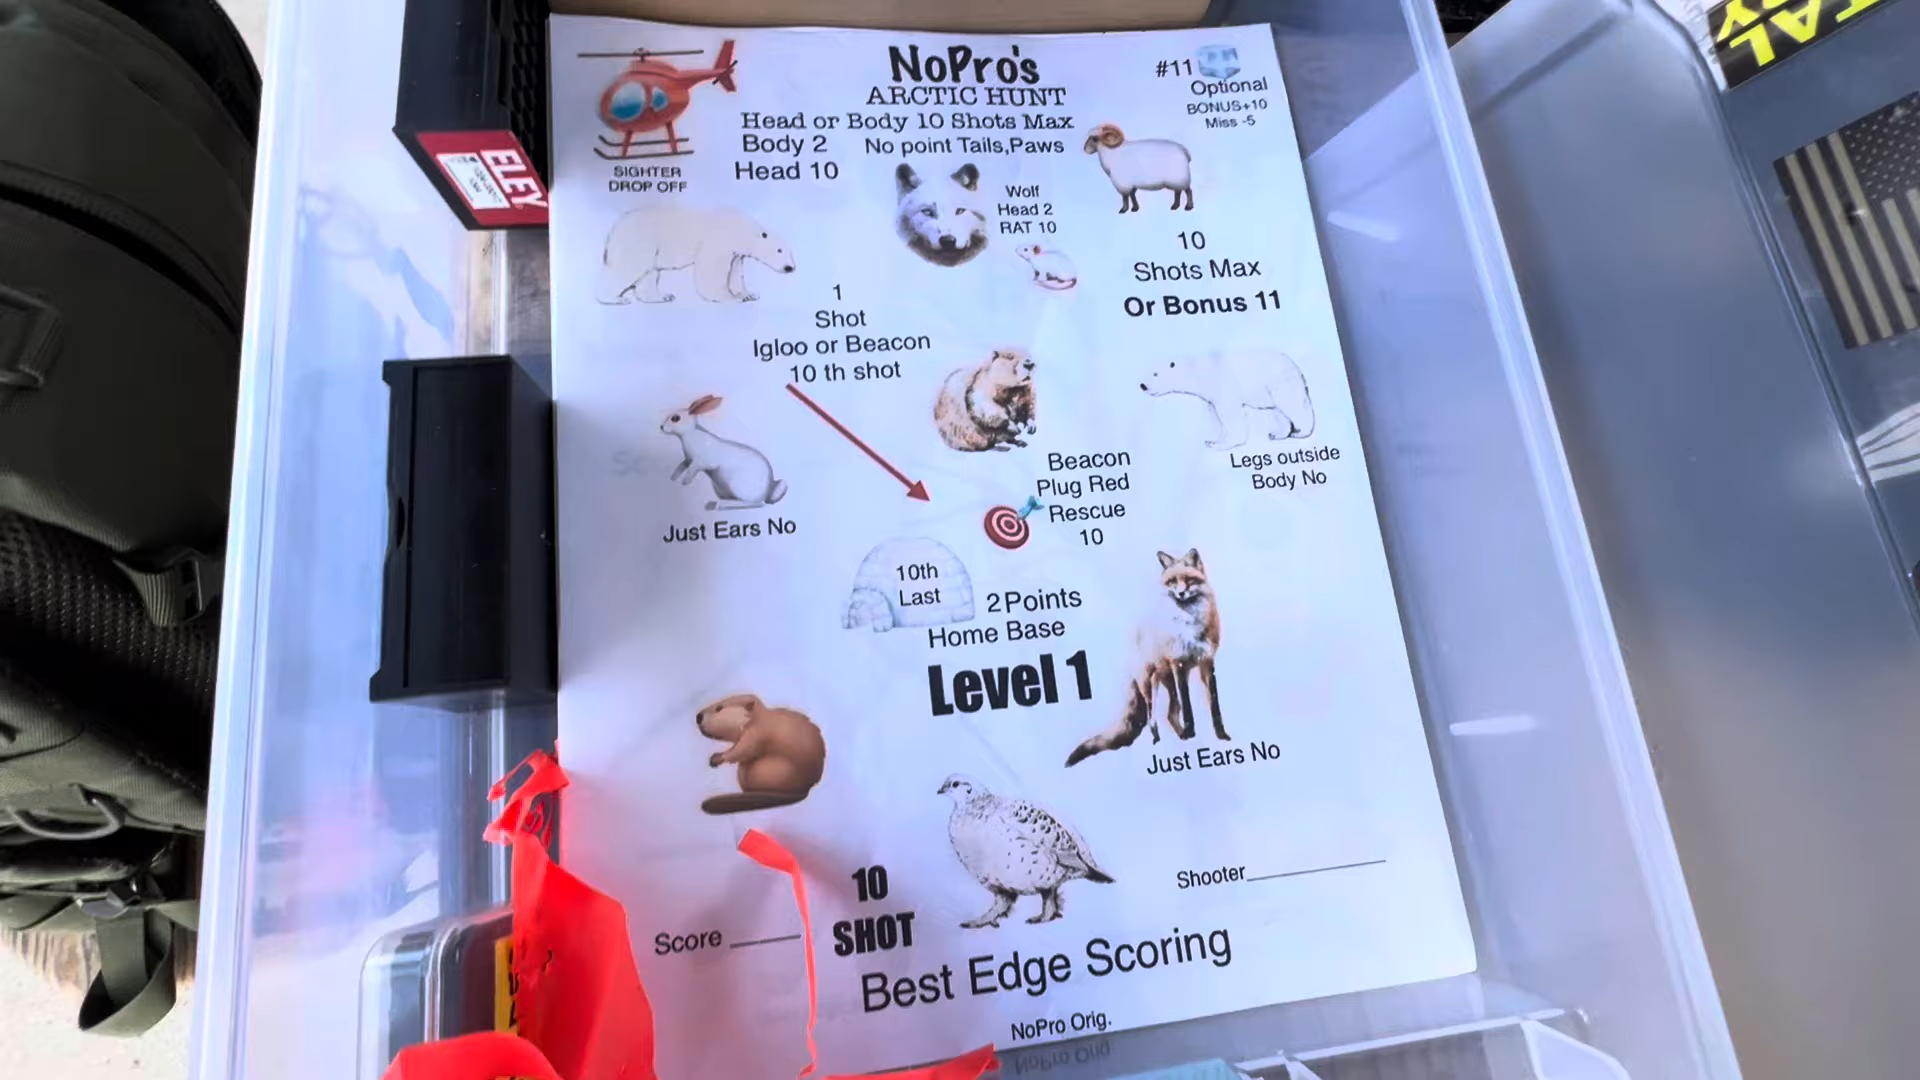 NoPro's
ARCTIC HUNT
Head or Body 10 Shots Max
Body 2
No point Tails,Paws
Head 10
#11
Optional
BONUS+10
Miss -5
SIGHTER
DROP OFF
Wolf
Head 2
RAT 10
10
Shots Max
Or Bonus 11
1
Shot
Igloo or Beacon
10 th shot
Just Ears No
Beacon
Plug Red
Rescue
10
Legs outside
Body No
10th
Last
2 Points
Home Base
Level 1
Just Ears No
10
SHOT
Score
Shooter
Best Edge Scoring
NoPro Orig.
ELEY